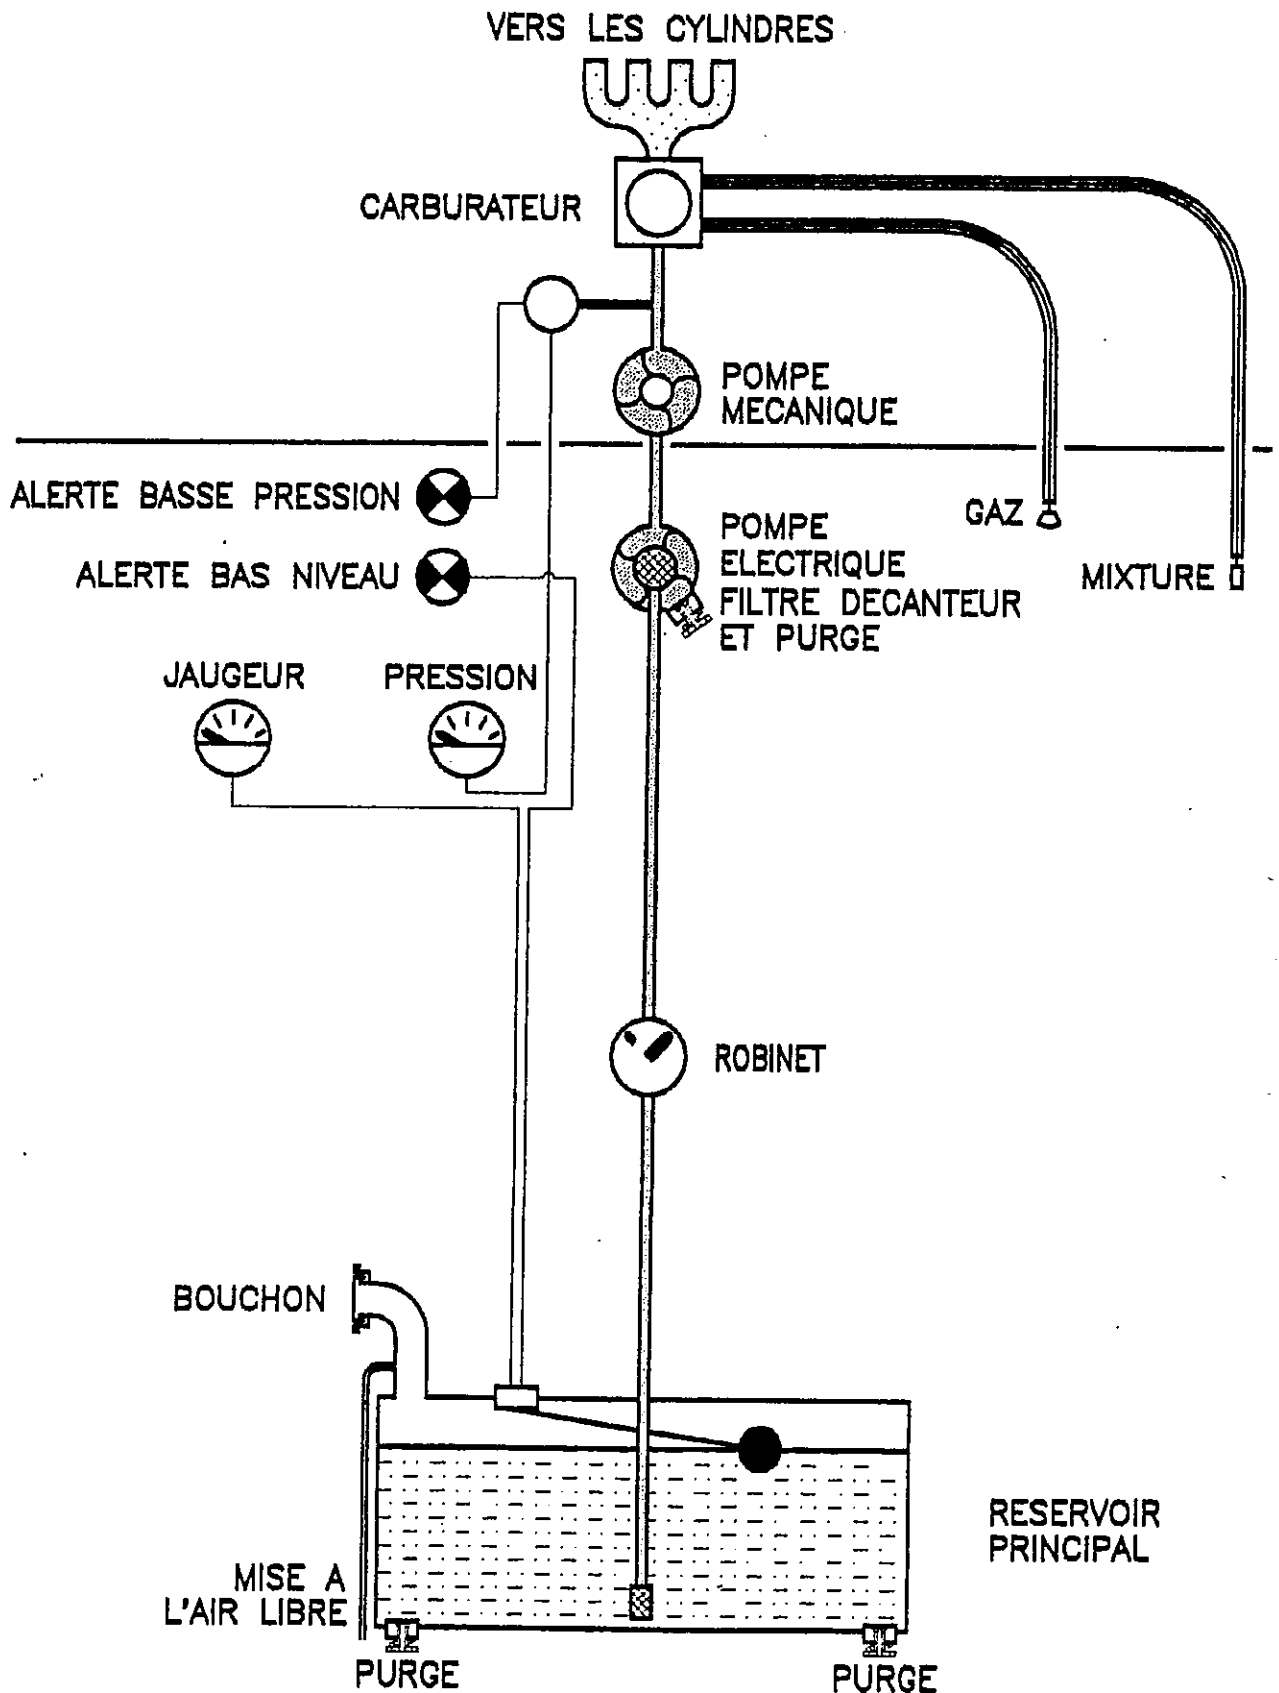 VERS LES CYLINDRES
CARBURATEUR
POMPE
MECANIQUE
ALERTE BASSE PRESSION
GAZ
POMPE
ELECTRIQUE
FILTRE DECANTEUR
ET PURGE
ALERTE BAS NIVEAU
MIXTURE
JAUGEUR
PRESSION
ROBINET
BOUCHON
RESERVOIR
PRINCIPAL
MISE A
L'AIR LIBRE
PURGE
PURGE